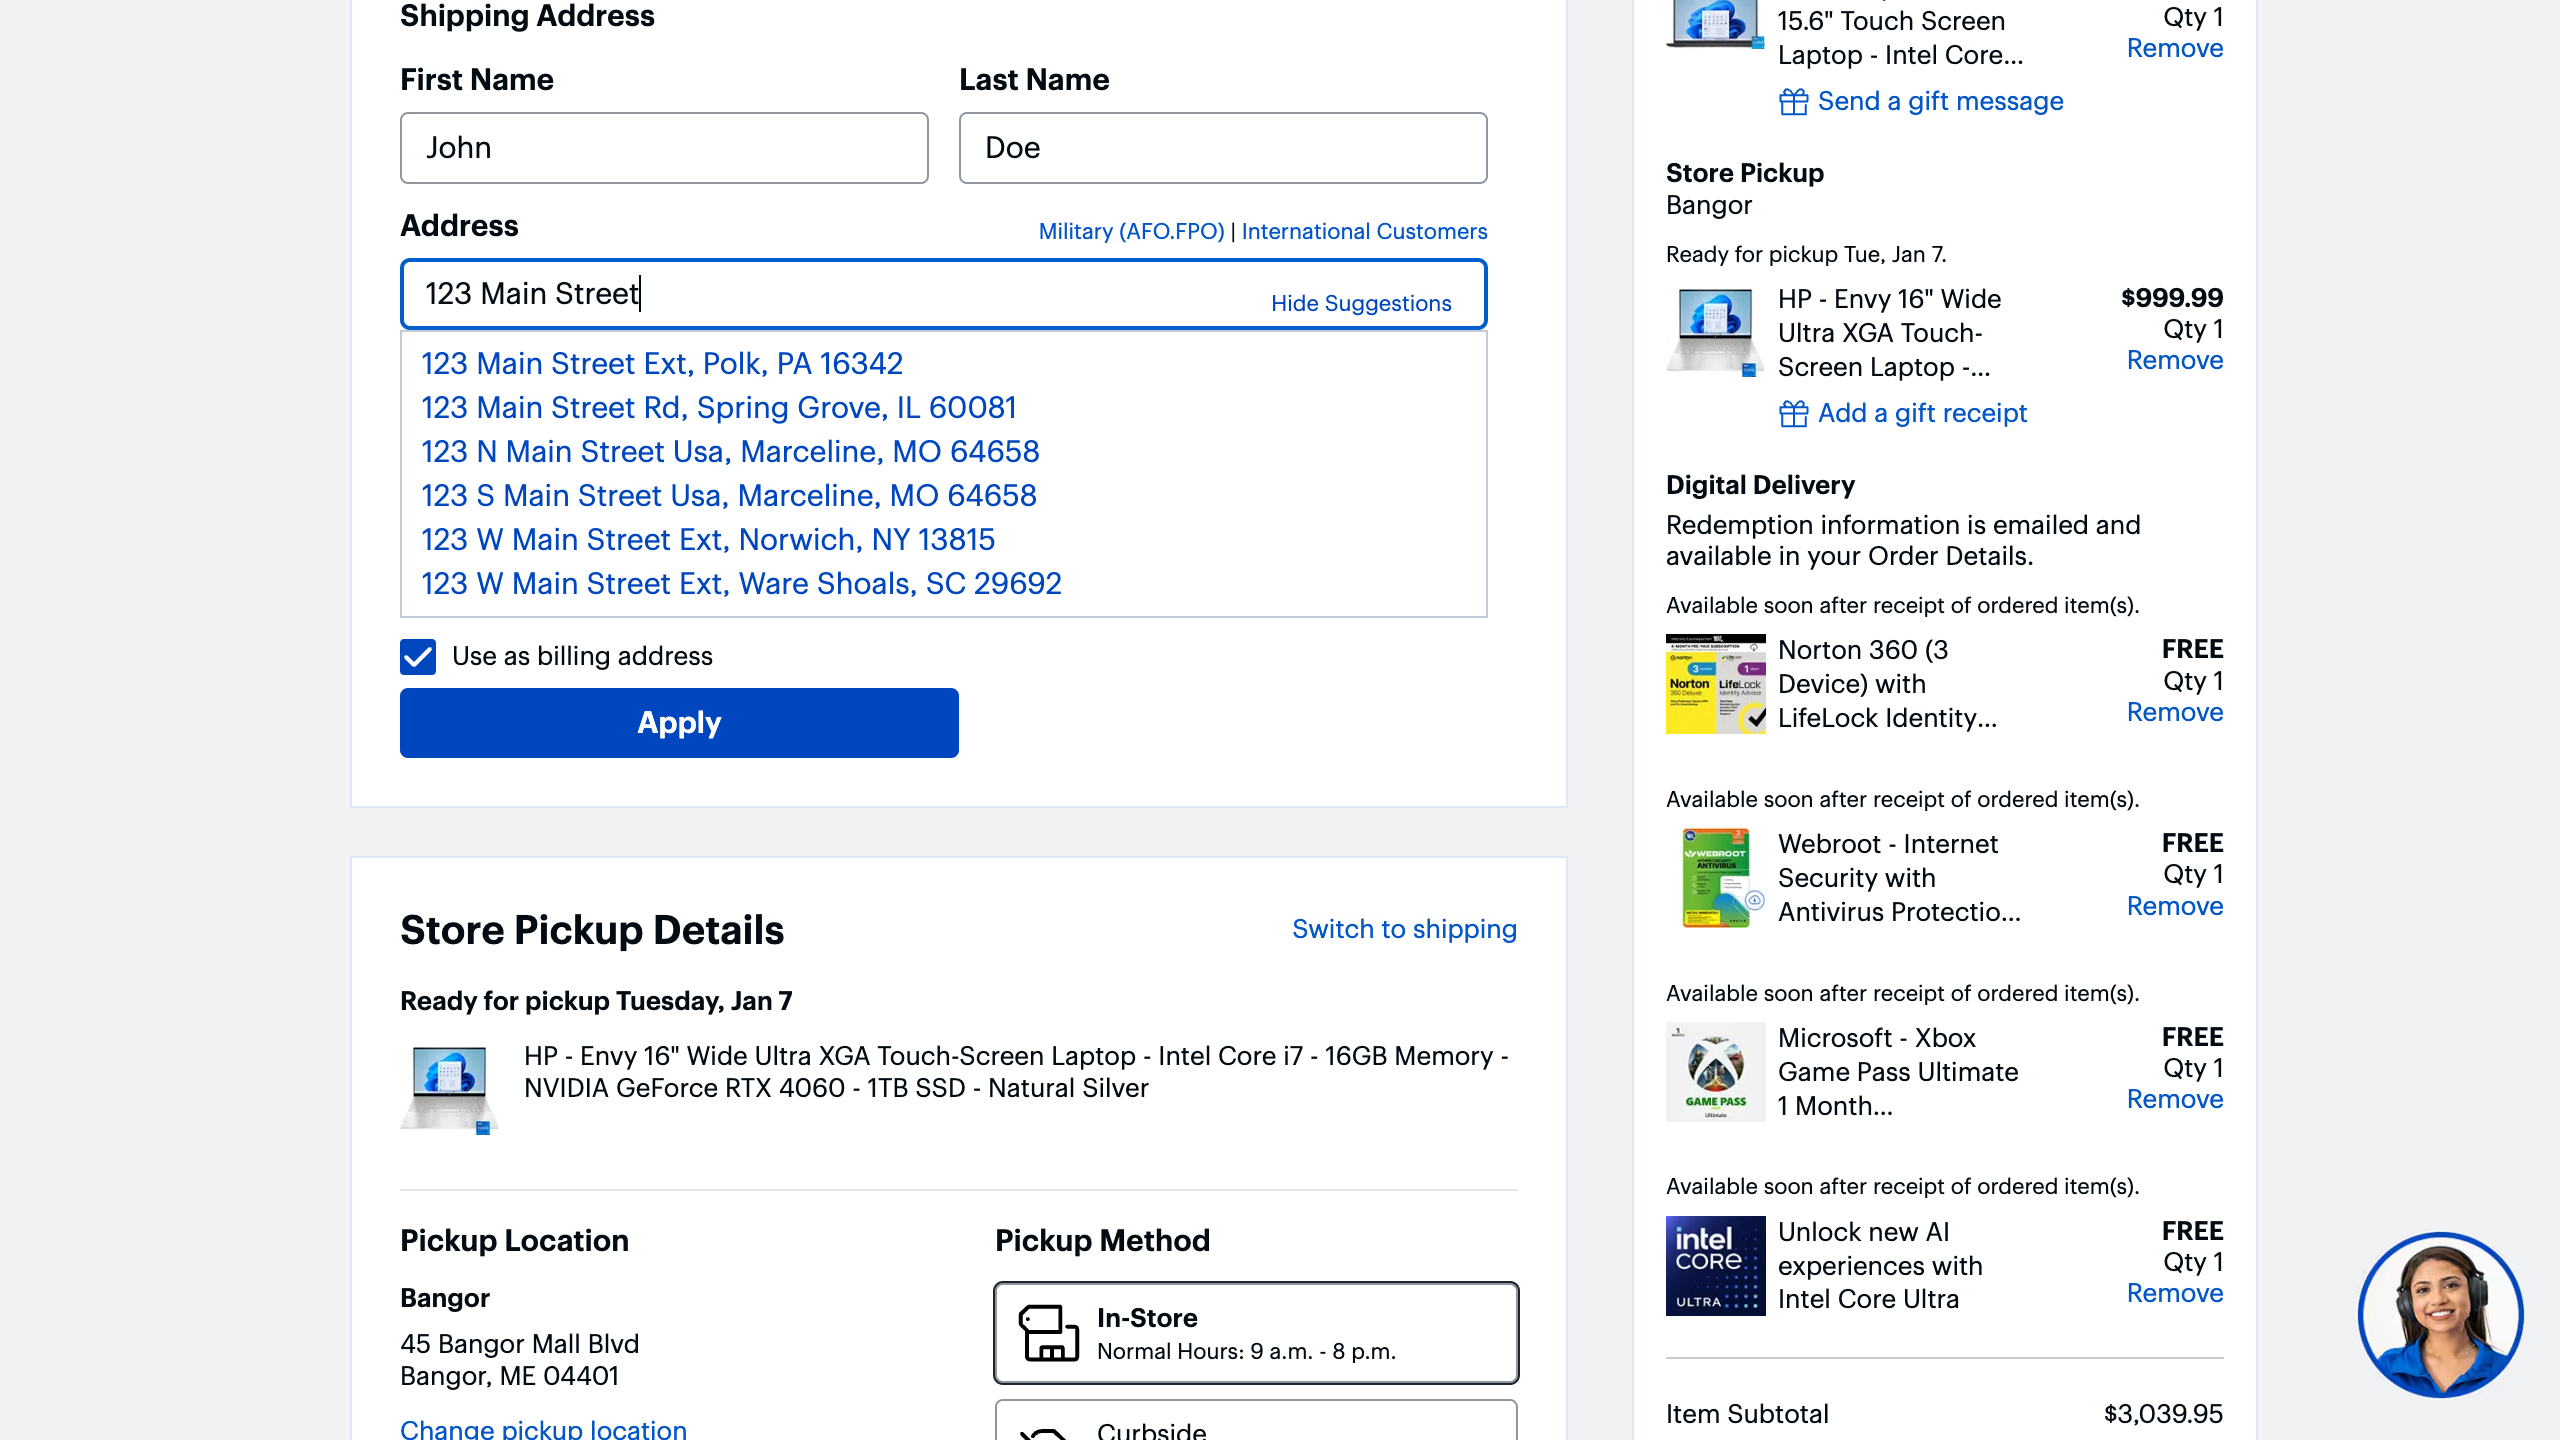 Shipping Address
First Name
Last Name
John
Doe
Address
Military (AFO.FPO) | International Customers
123 Main Street
Hide Suggestions
123 Main Street Ext, Polk, PA 16342
123 Main Street Rd, Spring Grove, IL 60081
123 N Main Street Usa, Marceline, MO 64658
123 S Main Street Usa, Marceline, MO 64658
123 W Main Street Ext, Norwich, NY 13815
123 W Main Street Ext, Ware Shoals, SC 29692
Use as billing address
Apply
Store Pickup Details
Switch to shipping
Ready for pickup Tuesday, Jan 7
HP - Envy 16" Wide Ultra XGA Touch-Screen Laptop - Intel Core i7 - 16GB Memory -
NVIDIA GeForce RTX 4060 - 1TB SSD - Natural Silver
Pickup Location
Bangor
45 Bangor Mall Blvd
Bangor, ME 04401
Change pickup location
Pickup Method
In-Store
Normal Hours: 9 a.m. - 8 p.m.
Curbside
15.6" Touch Screen
Laptop - Intel Core...
Qty 1
Remove
Send a gift message
Store Pickup
Bangor
Ready for pickup Tue, Jan 7.
HP - Envy 16" Wide
Ultra XGA Touch-
Screen Laptop -...
$999.99
Qty 1
Remove
Add a gift receipt
Digital Delivery
Redemption information is emailed and
available in your Order Details.
Available soon after receipt of ordered item(s).
Norton
LifeLock
Norton 360 (3
Device) with
LifeLock Identity...
FREE
Qty 1
Remove
Available soon after receipt of ordered item(s).
WEBROOT
ANTIVIRUS
Webroot - Internet
Security with
Antivirus Protectio...
FREE
Qty 1
Remove
Available soon after receipt of ordered item(s).
GAME PASS
Ultimate
Microsoft - Xbox
Game Pass Ultimate
1 Month...
FREE
Qty 1
Remove
Available soon after receipt of ordered item(s).
intel
CORE
ULTRA
Unlock new AI
experiences with
Intel Core Ultra
FREE
Qty 1
Remove
Item Subtotal
$3,039.95